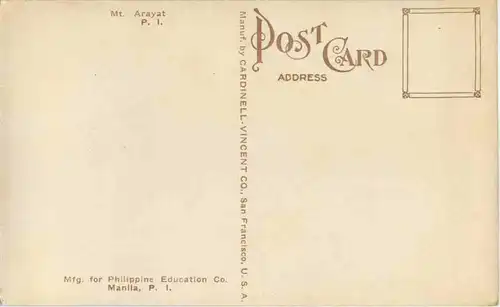 Mt. Arayat
P. I.
Manuf. by CARDINELL-VINCENT CO., San Francisco, U. S. A.
POST CARD
ADDRESS
Mfg. for Philippine Education Co.
Manila, P. I.